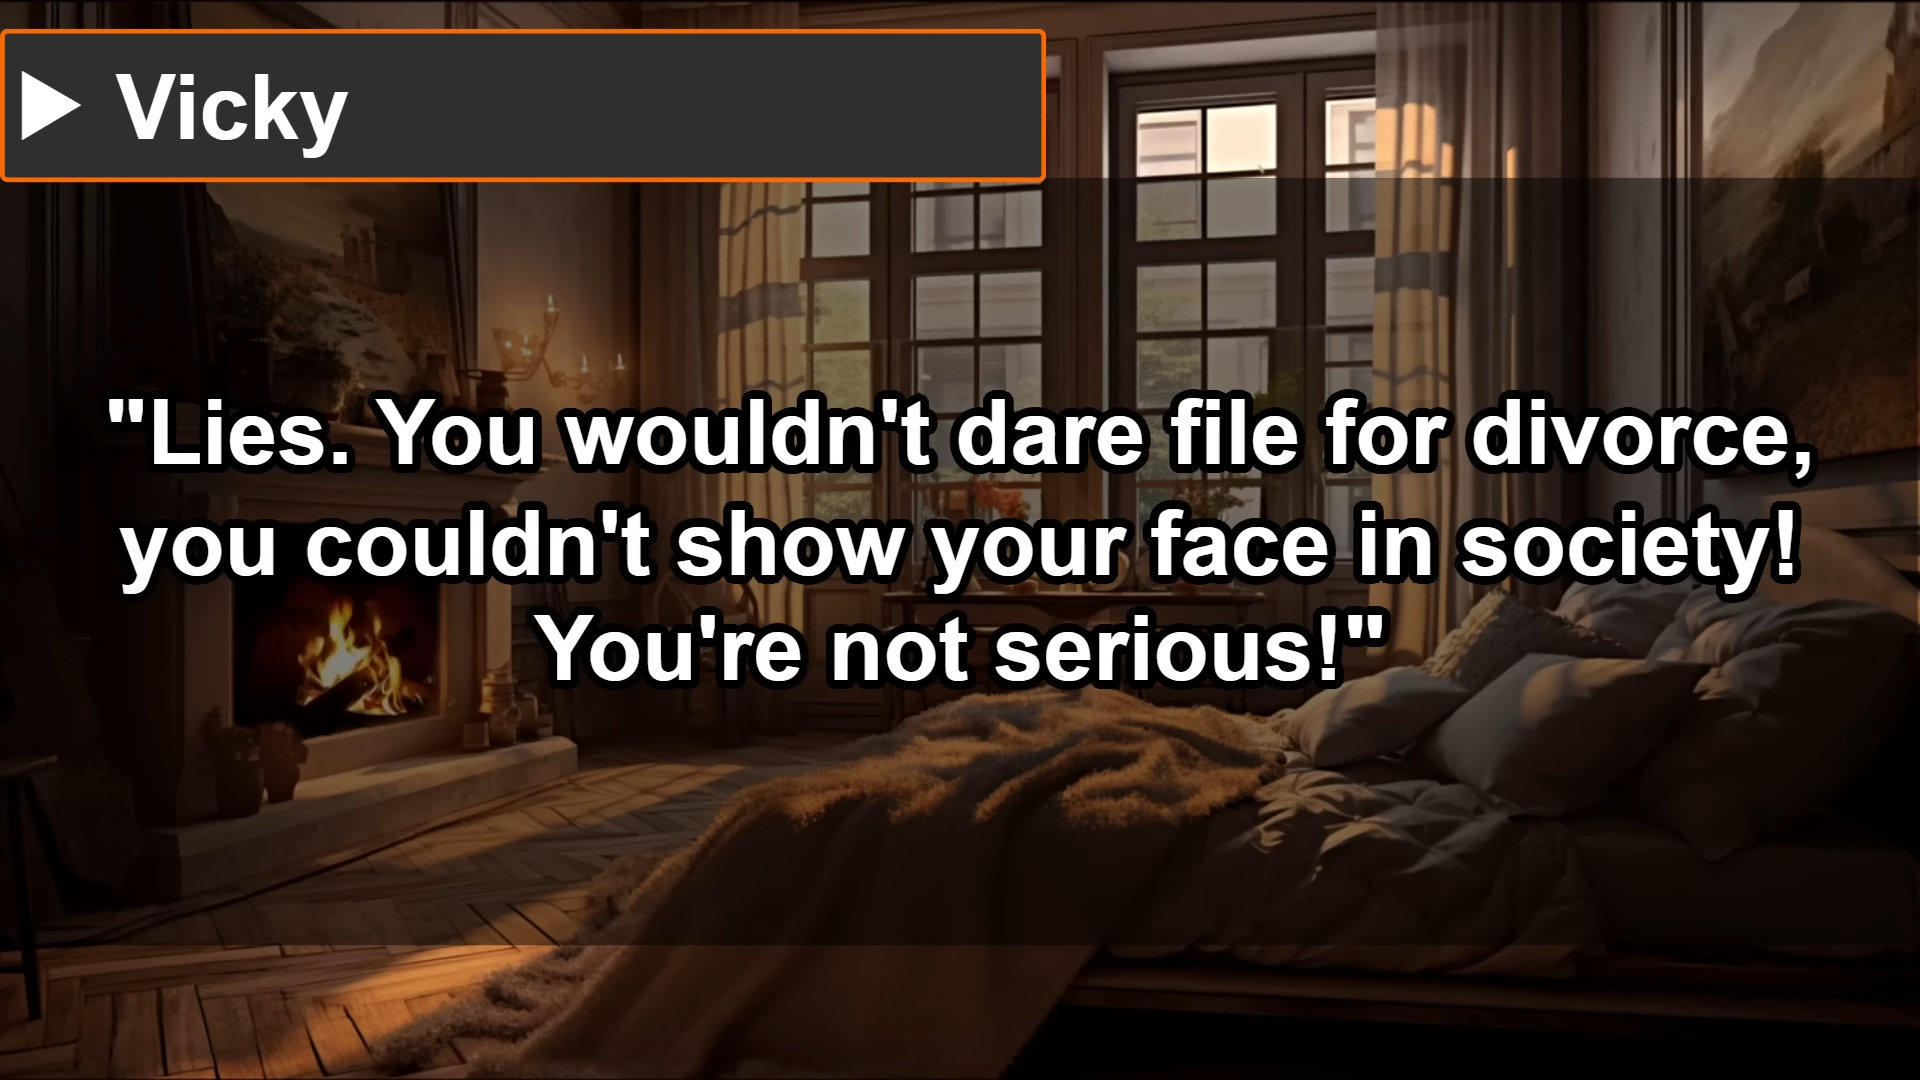 Vicky
"Lies. You wouldn't dare file for divorce,
you couldn't show your face in society!
You're not serious!"